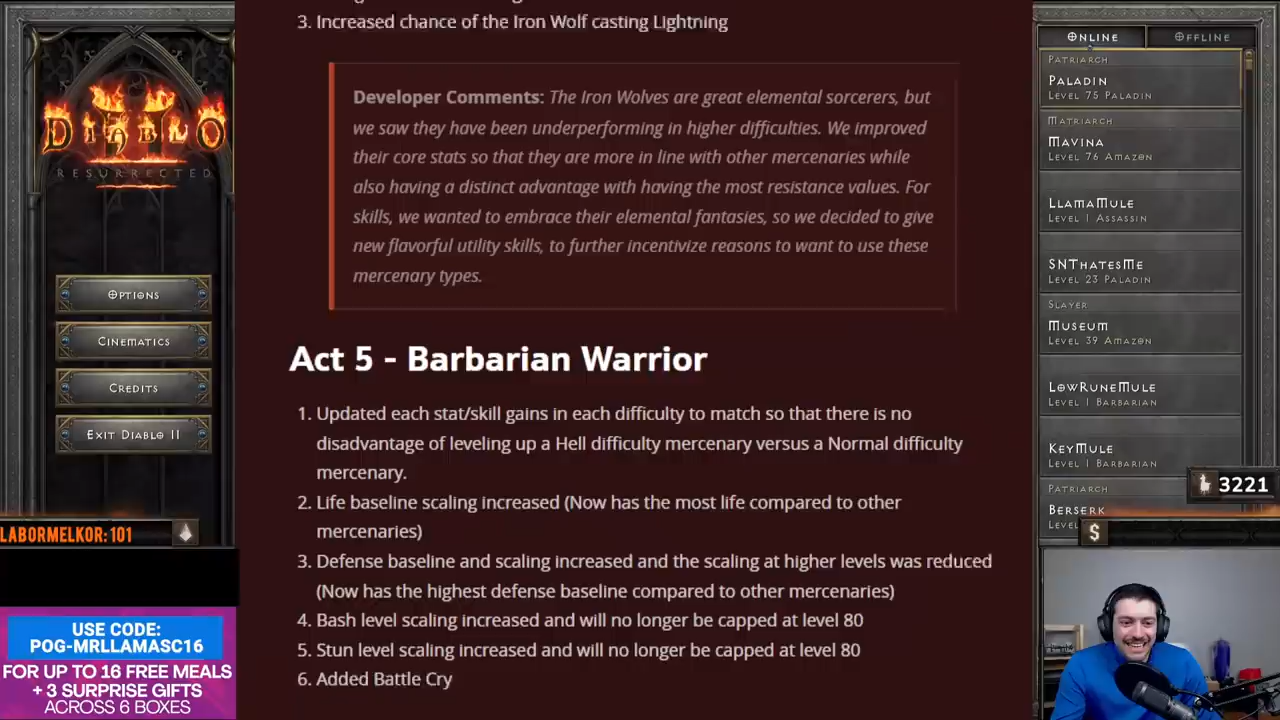 3. Increased chance of the Iron Wolf casting Lightning
Developer Comments: The Iron Wolves are great elemental sorcerers, but
we saw they have been underperforming in higher difficulties. We improved
their core stats so that they are more in line with other mercenaries while
also having a distinct advantage with having the most resistance values. For
skills, we wanted to embrace their elemental fantasies, so we decided to give
new flavorful utility skills, to further incentivize reasons to want to use these
mercenary types.
Act 5 - Barbarian Warrior
1. Updated each stat/skill gains in each difficulty to match so that there is no
disadvantage of leveling up a Hell difficulty mercenary versus a Normal difficulty
mercenary.
2. Life baseline scaling increased (Now has the most life compared to other
mercenaries)
3. Defense baseline and scaling increased and the scaling at higher levels was reduced
(Now has the highest defense baseline compared to other mercenaries)
4. Bash level scaling increased and will no longer be capped at level 80
5. Stun level scaling increased and will no longer be capped at level 80
6. Added Battle Cry
DIABLO II
RESURRECTED
Options
Cinematics
Credits
Exit Diablo II
LABORMELKOR: 101
USE CODE:
POG-MRLLAMASC16
FOR UP TO 16 FREE MEALS
+ 3 SURPRISE GIFTS
ACROSS 6 BOXES
Online
Offline
Patriarch
Paladin
Level 75 Paladin
Matriarch
Mavina
Level 76 Amazon
LlamaMule
Level 1 Assassin
SNThatesMe
Level 23 Paladin
Slayer
Museum
Level 39 Amazon
LowRuneMule
Level 1 Barbarian
KeyMule
Level 1 Barbarian
Patriarch
Berserk
Level
3221
$